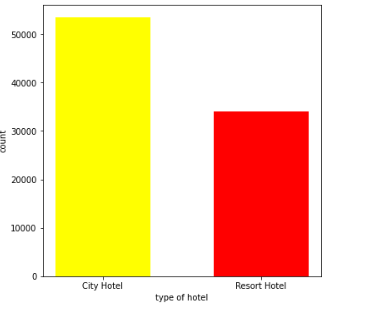 50000
40000
30000
20000
10000
0
count
City Hotel
Resort Hotel
type of hotel